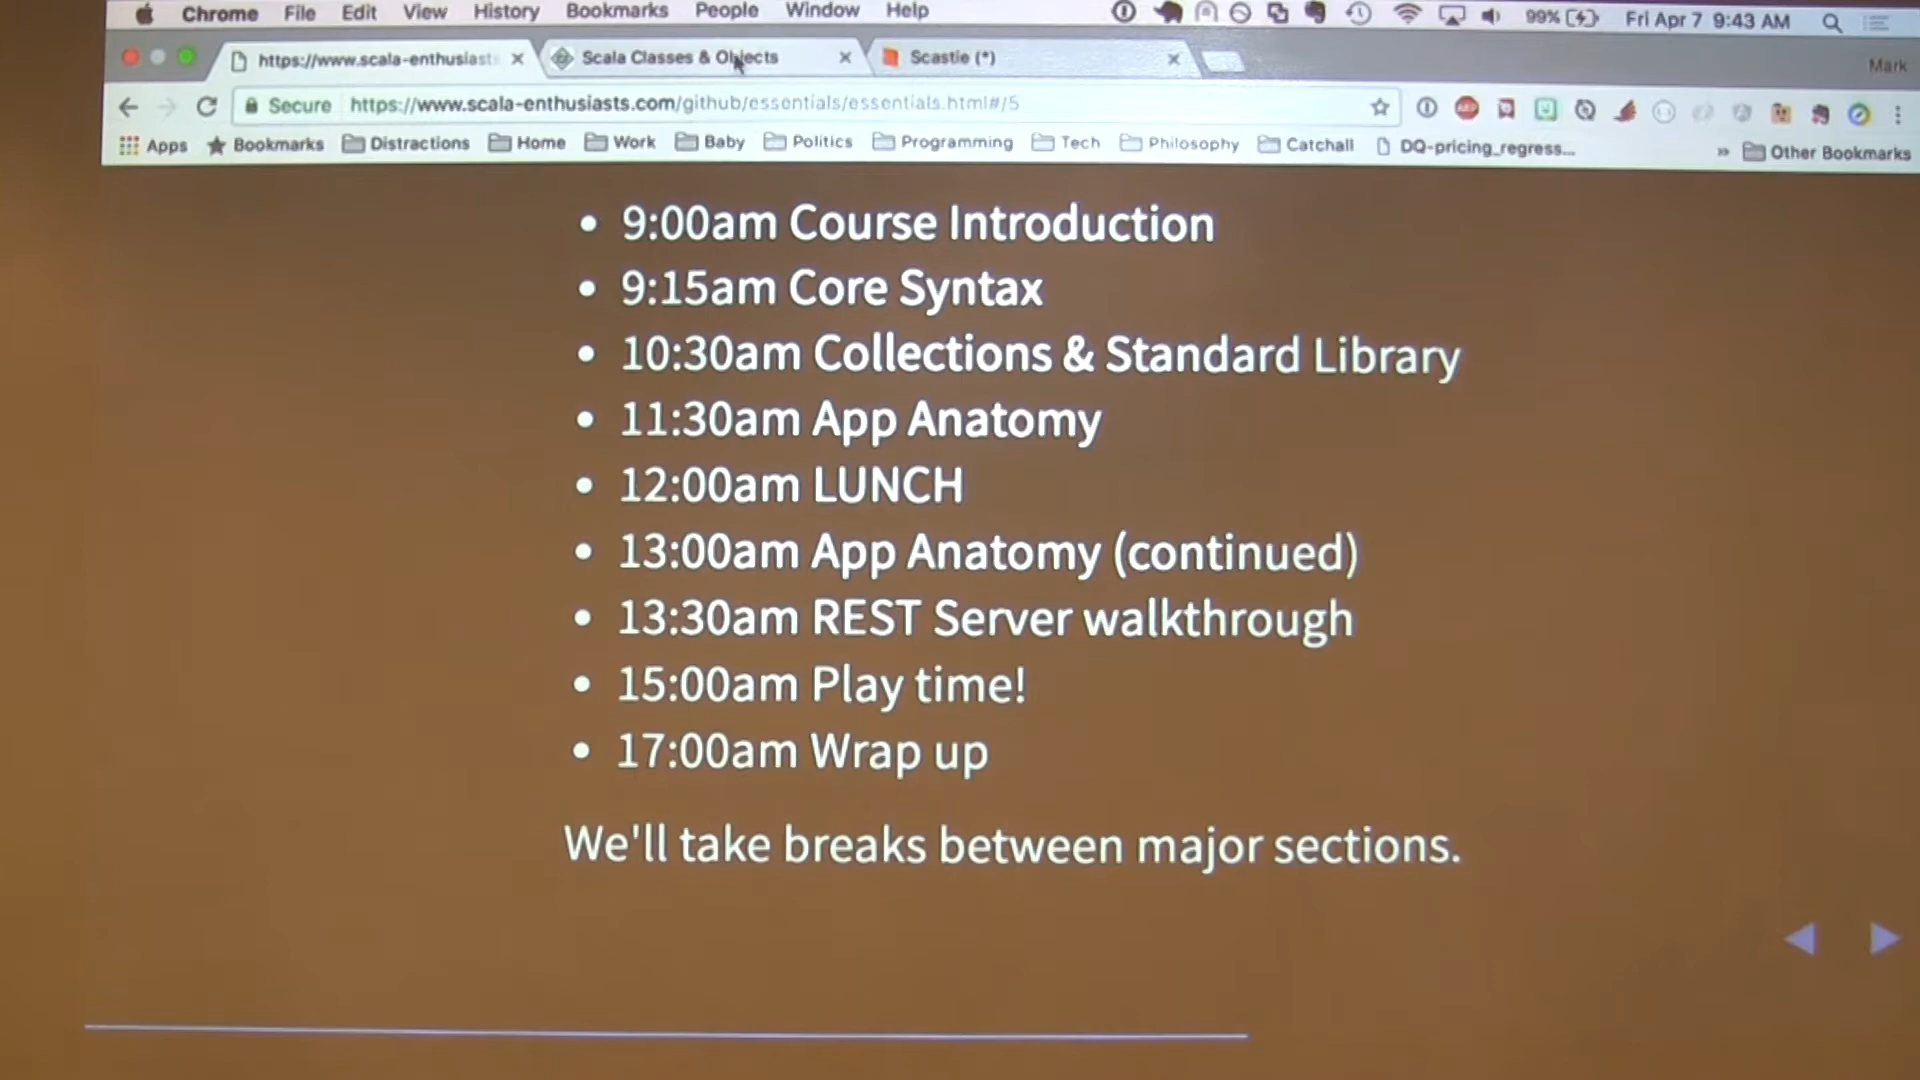 Chrome File Edit View History Bookmarks People Window Help 99% Fri Apr 7 9:43 AM
https://www.scala-enthusiasts Scala Classes & Objects Scastie (*) Mark
Secure https://www.scala-enthusiasts.com/github/essentials/essentials.html#/5
Apps Bookmarks Distractions Home Work Baby Politics Programming Tech Philosophy Catchall DQ-pricing_regress... » Other Bookmarks
• 9:00am Course Introduction
• 9:15am Core Syntax
• 10:30am Collections & Standard Library
• 11:30am App Anatomy
• 12:00am LUNCH
• 13:00am App Anatomy (continued)
• 13:30am REST Server walkthrough
• 15:00am Play time!
• 17:00am Wrap up
We'll take breaks between major sections.